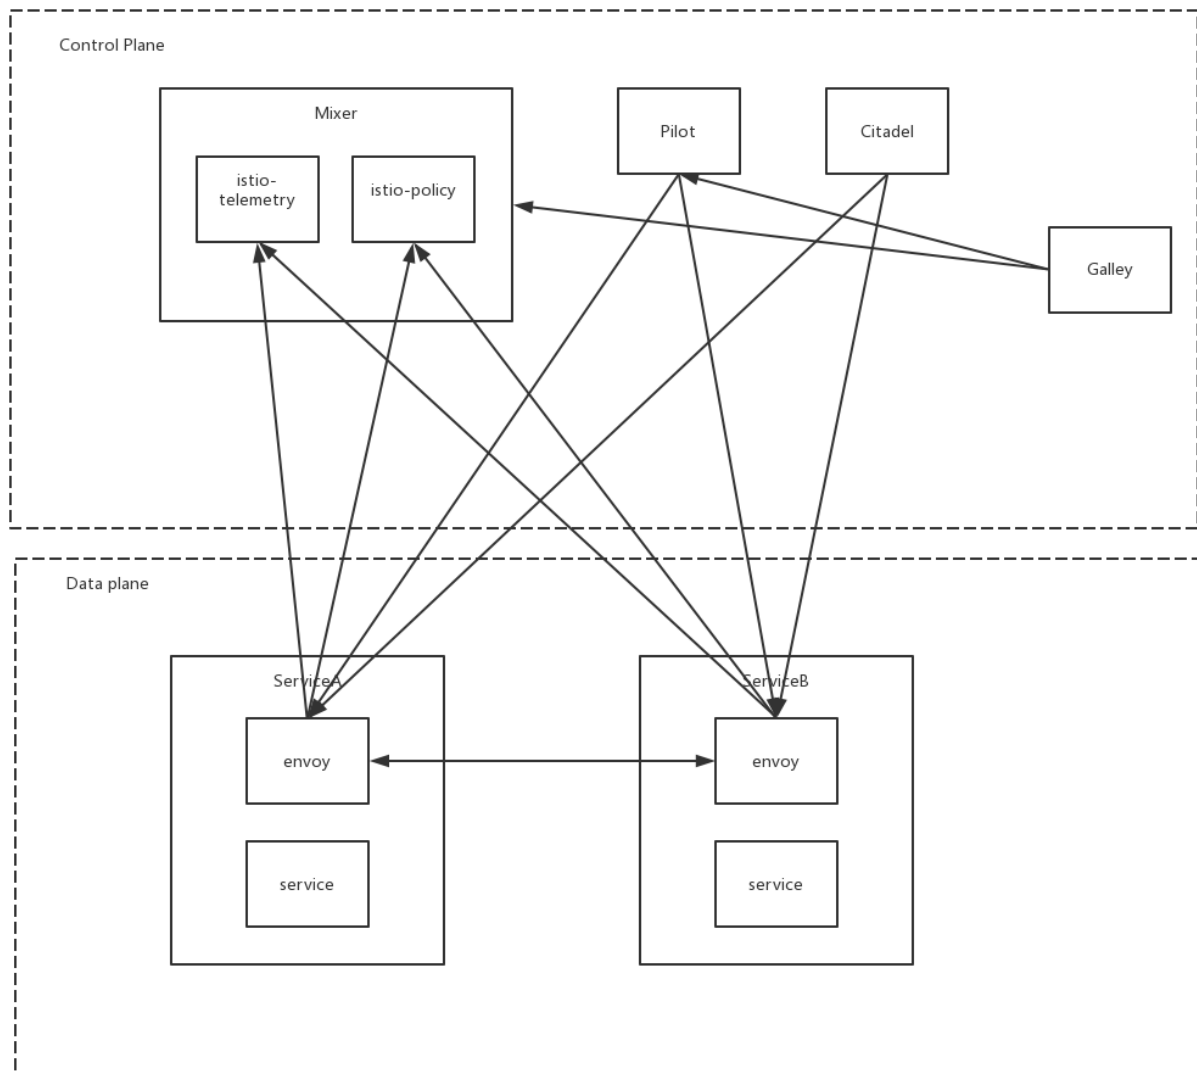 Control Plane
Mixer
Pilot
Citadel
istio-
telemetry
istio-policy
Galley
Data plane
ServiceA
ServiceB
envoy
envoy
service
service